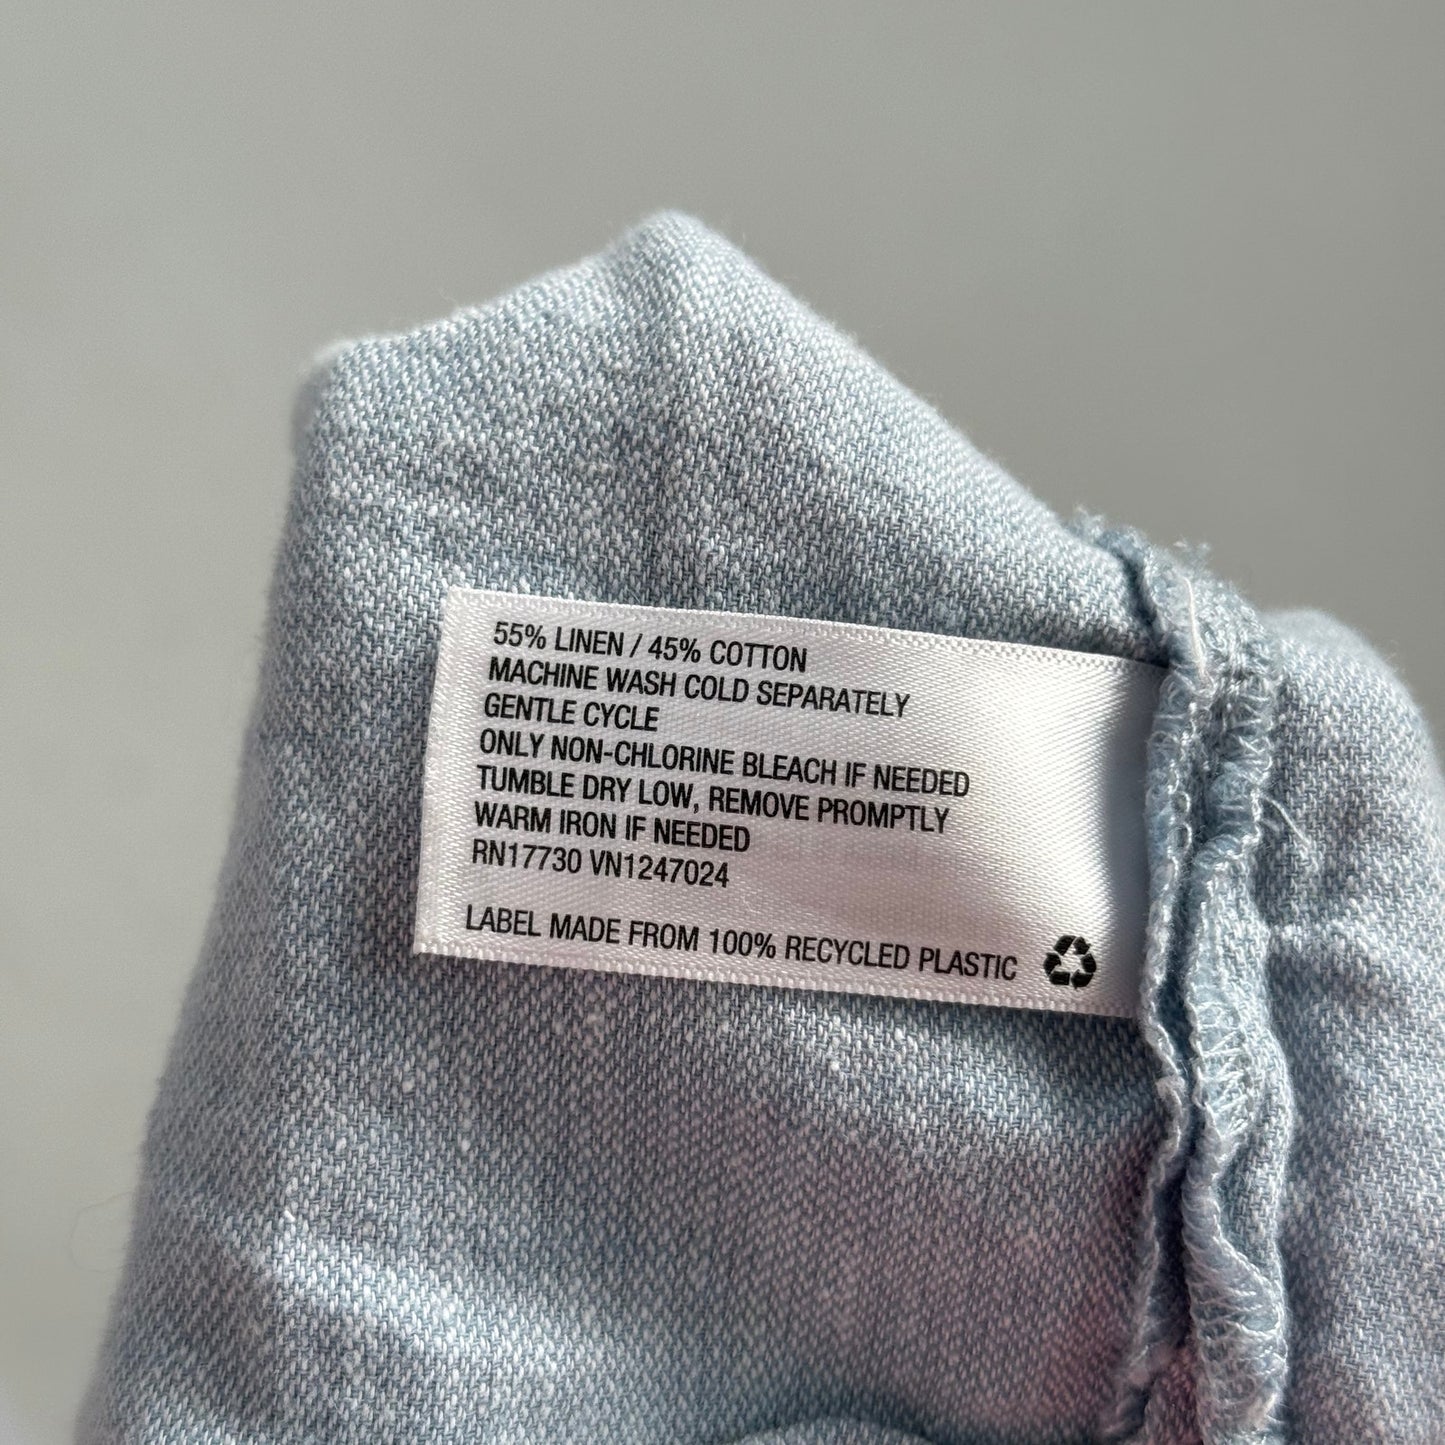 55% LINEN / 45% COTTON
MACHINE WASH COLD SEPARATELY
GENTLE CYCLE
ONLY NON-CHLORINE BLEACH IF NEEDED
TUMBLE DRY LOW, REMOVE PROMPTLY
WARM IRON IF NEEDED
RN17730 VN1247024
LABEL MADE FROM 100% RECYCLED PLASTIC